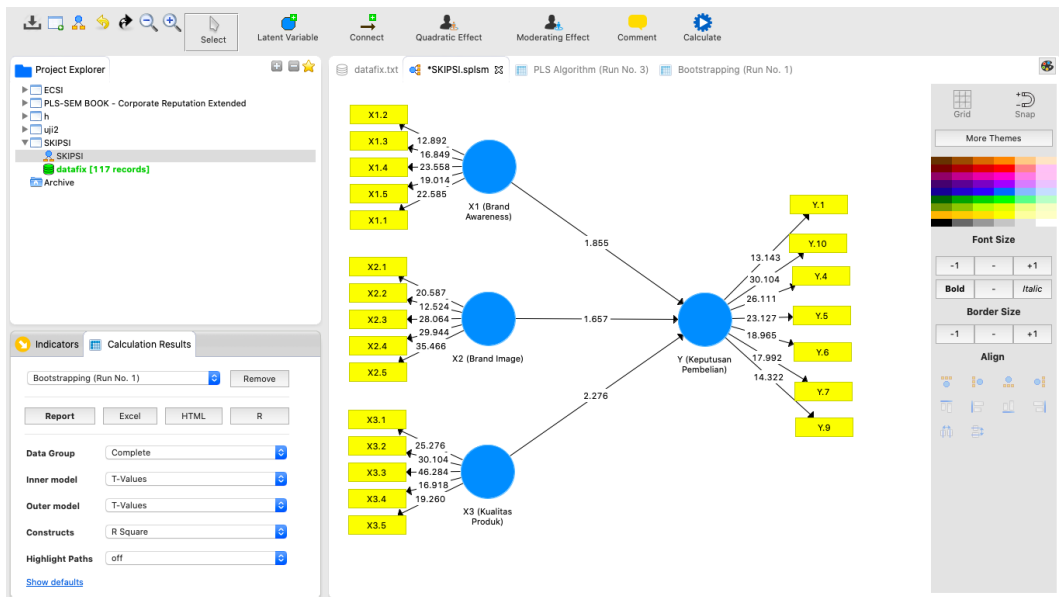 Select
Latent Variable
Connect
Quadratic Effect
Moderating Effect
Comment
Calculate
Project Explorer
ECSI
PLS-SEM BOOK - Corporate Reputation Extended
h
uji2
SKIPSI
SKIPSI
datafix [117 records]
Archive
Indicators
Calculation Results
Bootstrapping (Run No. 1)
Remove
Report
Excel
HTML
R
Data Group
Complete
Inner model
T-Values
Outer model
T-Values
Constructs
R Square
Highlight Paths
off
Show defaults
datafix.txt
*SKIPSI.splsm
PLS Algorithm (Run No. 3)
Bootstrapping (Run No. 1)
X1.2
X1.3
X1.4
X1.5
X1.1
12.892
16.849
23.558
19.014
22.585
X1 (Brand
Awareness)
1.855
X2.1
X2.2
X2.3
X2.4
X2.5
20.587
12.524
28.064
29.944
35.466
X2 (Brand Image)
1.657
X3.1
X3.2
X3.3
X3.4
X3.5
25.276
30.104
46.284
16.918
19.260
X3 (Kualitas
Produk)
2.276
Y (Keputusan
Pembelian)
13.143
30.104
26.111
23.127
18.965
17.992
14.322
Y.1
Y.10
Y.4
Y.5
Y.6
Y.7
Y.9
Grid
Snap
More Themes
Font Size
-1
-
+1
Bold
-
Italic
Border Size
-1
-
+1
Align